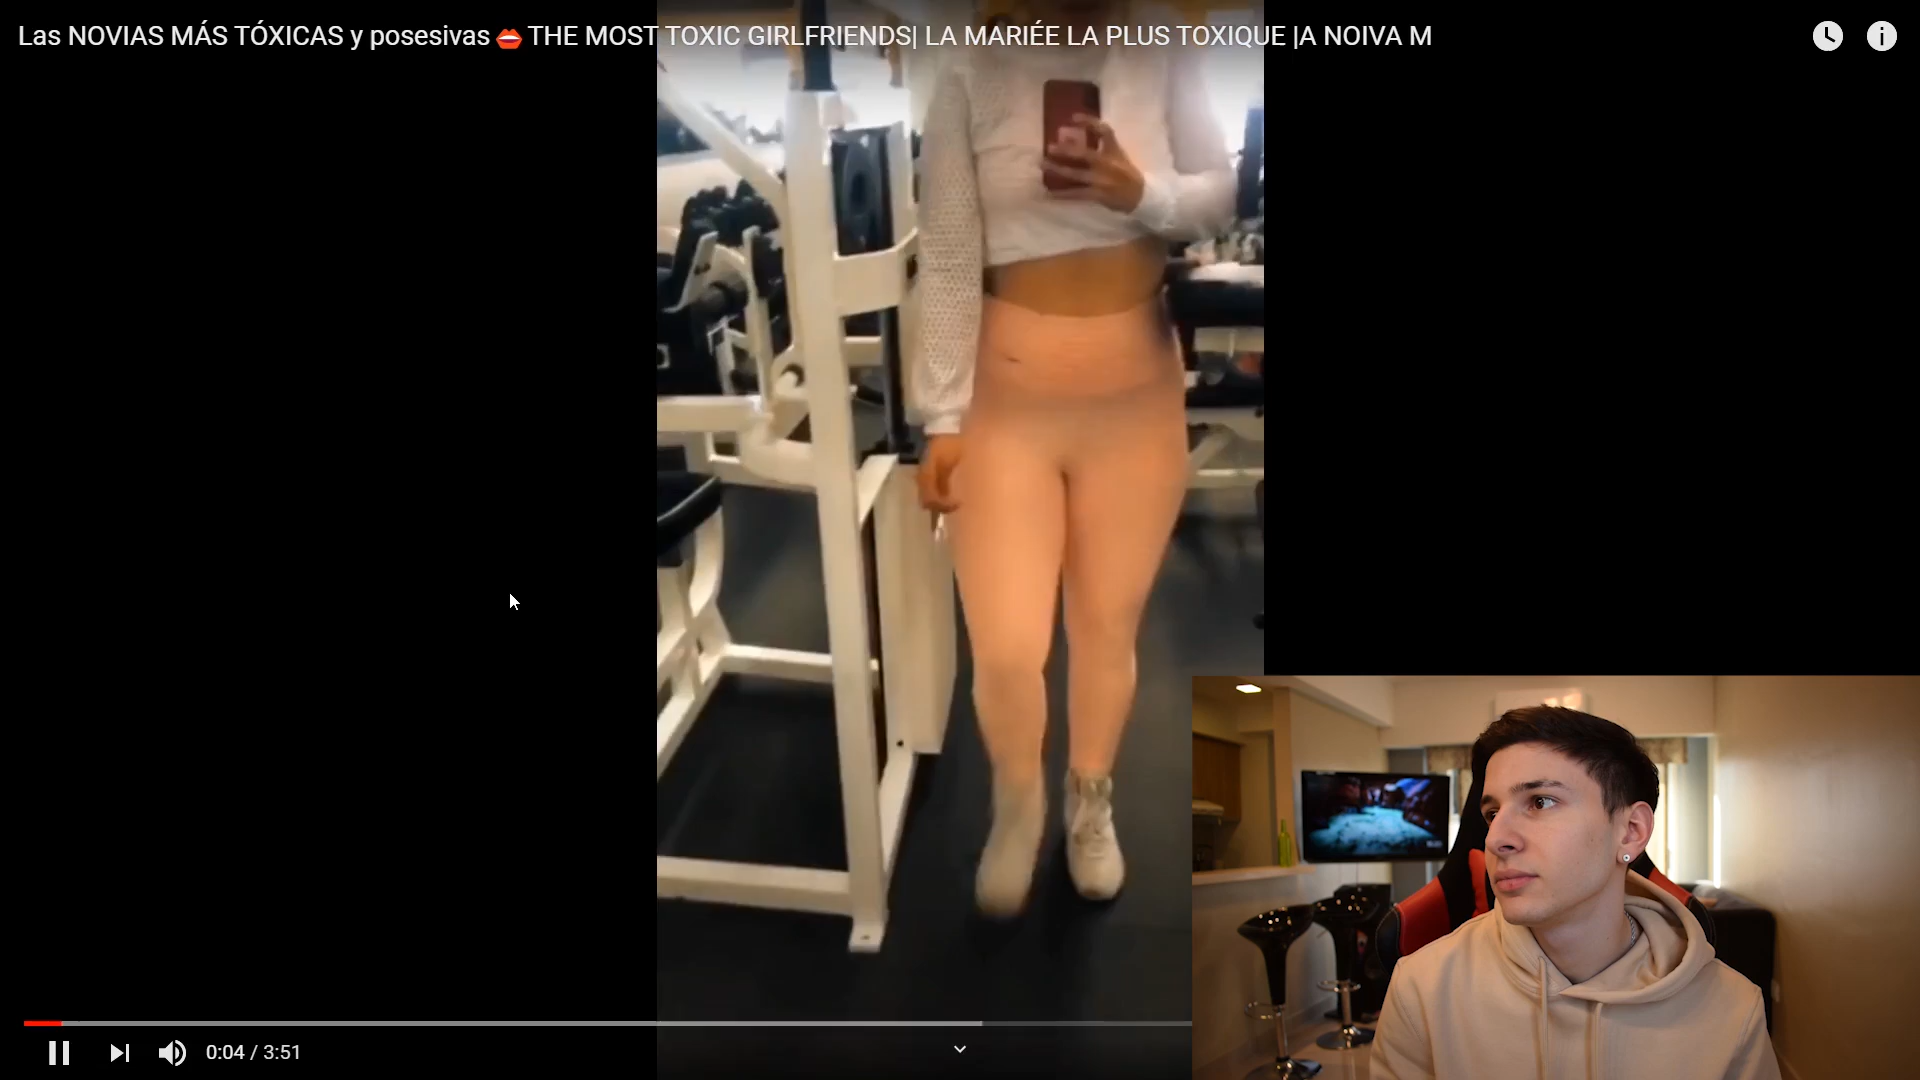 Las NOVIAS MÁS TÓXICAS y posesivas👄THE MOST TOXIC GIRLFRIENDS| LA MARIÉE LA PLUS TOXIQUE |A NOIVA M
0:04 / 3:51